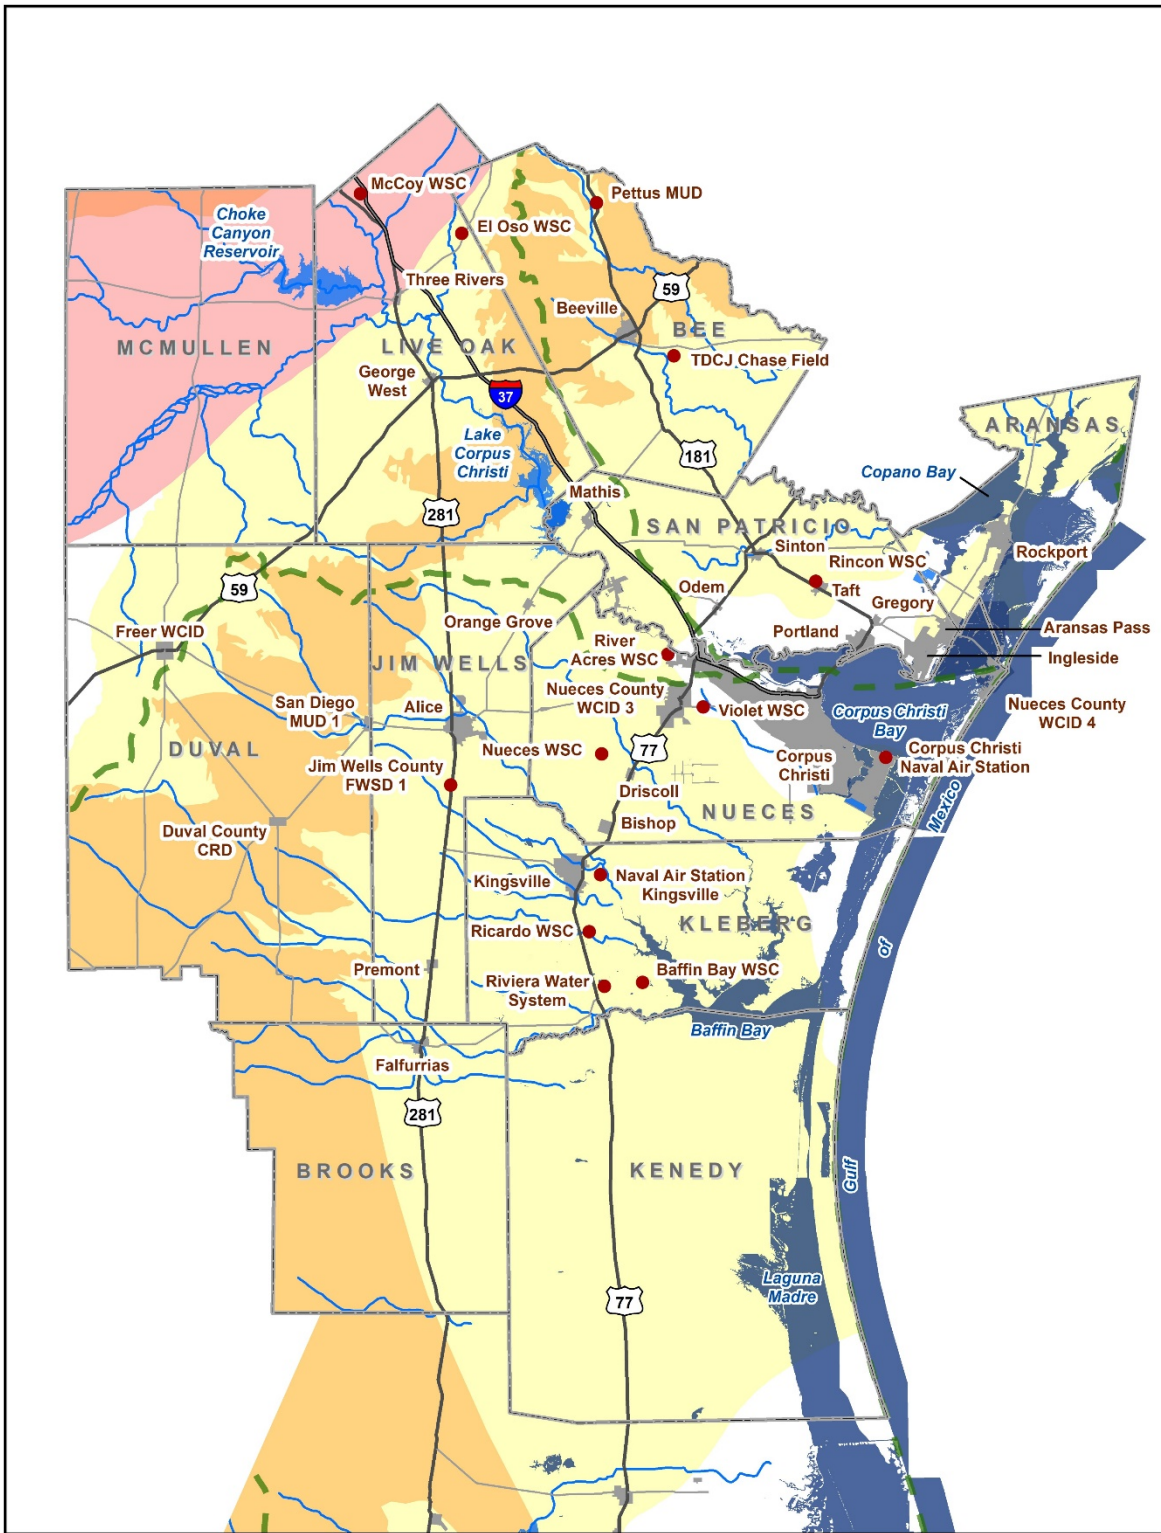 McCoy WSC
Pettus MUD
Choke
Canyon
Reservoir
El Oso WSC
Three Rivers
59
Beeville
BEE
MCMULLEN
LIVE OAK
TDCJ Chase Field
George
West
37
ARANSAS
Lake
Corpus
Christi
181
Copano Bay
Mathis
281
SAN PATRICIO
Sinton
Rockport
Rincon WSC
59
Odem
Taft
Gregory
Orange Grove
Freer WCID
Portland
Aransas Pass
River
Acres WSC
Ingleside
JIM WELLS
San Diego
MUD 1
Alice
Nueces County
WCID 3
Violet WSC
Corpus Christi
Bay
Nueces County
WCID 4
DUVAL
Nueces WSC
77
Corpus
Christi
Corpus Christi
Naval Air Station
Jim Wells County
FWSD 1
Driscoll
NUECES
Gulf
of
Mexico
Duval County
CRD
Bishop
Kingsville
Naval Air Station
Kingsville
KLEBERG
Ricardo WSC
Premont
Riviera Water
System
Baffin Bay WSC
Baffin Bay
Falfurrias
281
BROOKS
KENEDY
Laguna
Madre
77